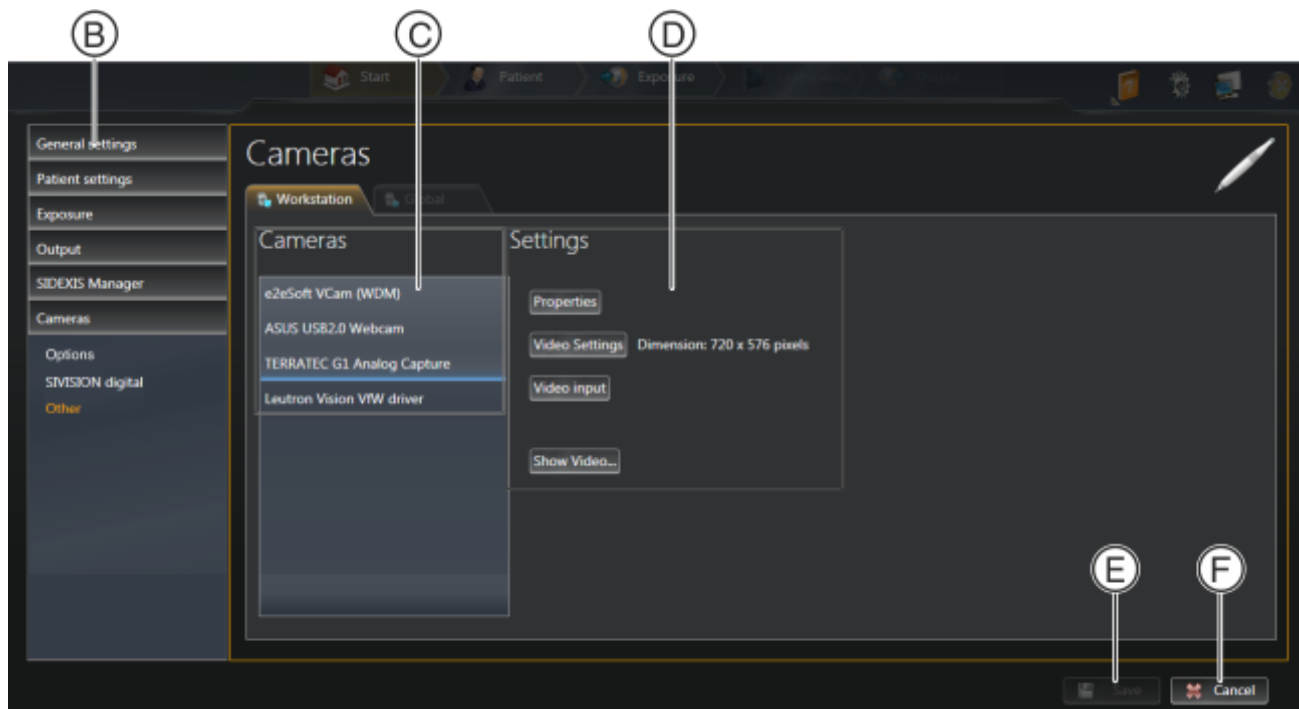 B C D
Start Patient Exposure
General settings
Patient settings
Exposure
Output
SIDEXIS Manager
Cameras
Options
SIVISION digital
Other
Cameras
Workstation Global
Cameras
e2eSoft VCam (WDM)
ASUS USB2.0 Webcam
TERRATEC G1 Analog Capture
Leutron Vision VfW driver
Settings
Properties
Video Settings Dimension: 720 x 576 pixels
Video input
Show Video...
E F
Save Cancel